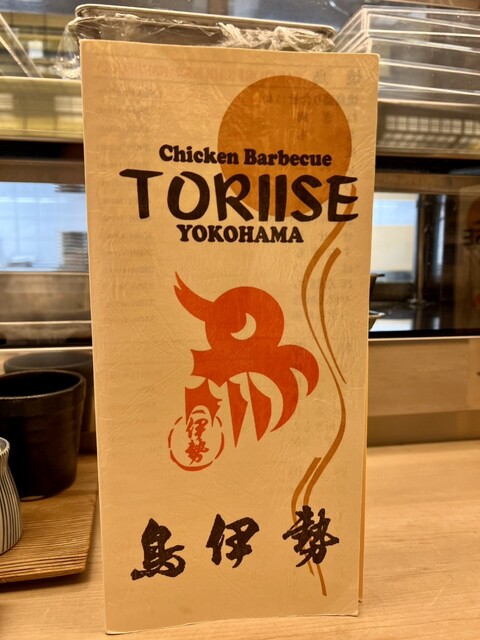 Chicken Barbecue
TORIISE
YOKOHAMA
伊勢
鳥伊勢